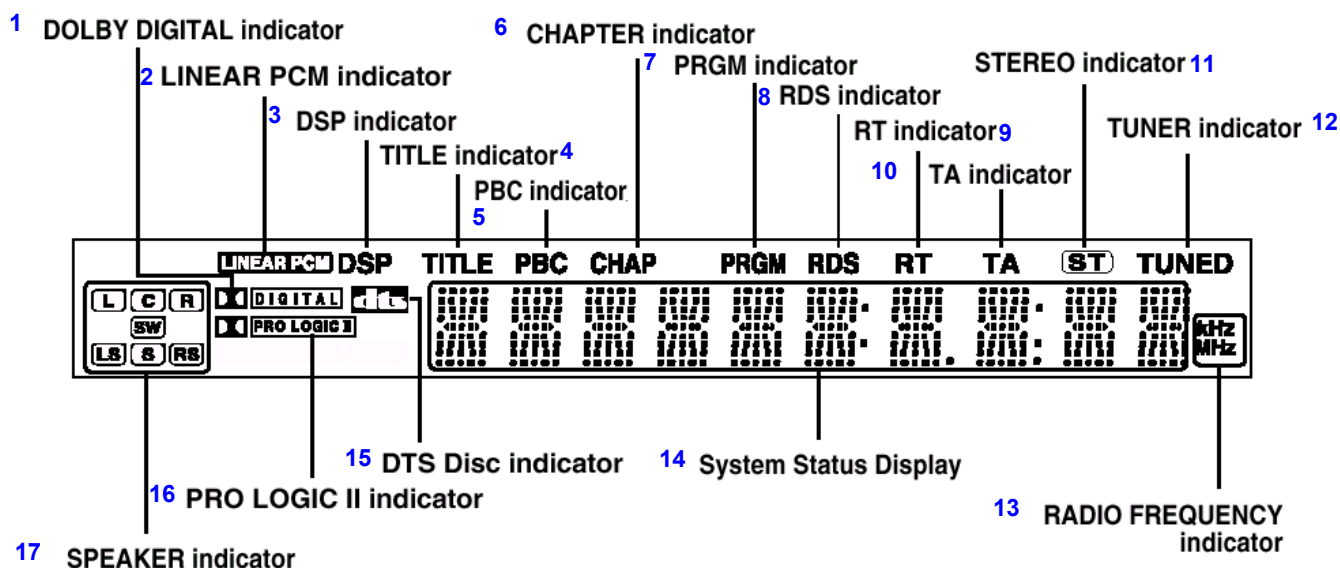 1 DOLBY DIGITAL indicator
2 LINEAR PCM indicator
3 DSP indicator
TITLE indicator 4
PBC indicator
5
6 CHAPTER indicator
7 PRGM indicator
8 RDS indicator
RT indicator 9
10 TA indicator
STEREO indicator 11
TUNER indicator 12
LINEAR PCM DSP TITLE PBC CHAP PRGM RDS RT TA ST TUNED
L C R
SW
LS S RS
DIGITAL dts
PRO LOGIC II
kHz
MHz
15 DTS Disc indicator
14 System Status Display
16 PRO LOGIC II indicator
13 RADIO FREQUENCY
indicator
17 SPEAKER indicator